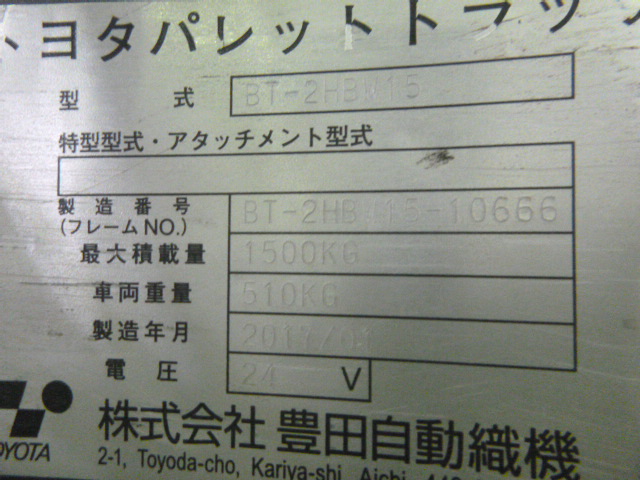 トヨタパレットトラック
型式 BT-2HBW15
特型型式・アタッチメント型式
製造番号 BT-2HBW15-10666
(フレームNO.)
最大積載量 1500KG
車両重量 510KG
製造年月 2017/01
電圧 24 V
株式会社 豊田自動織機
TOYOTA
2-1, Toyoda-cho, Kariya-shi, Aichi